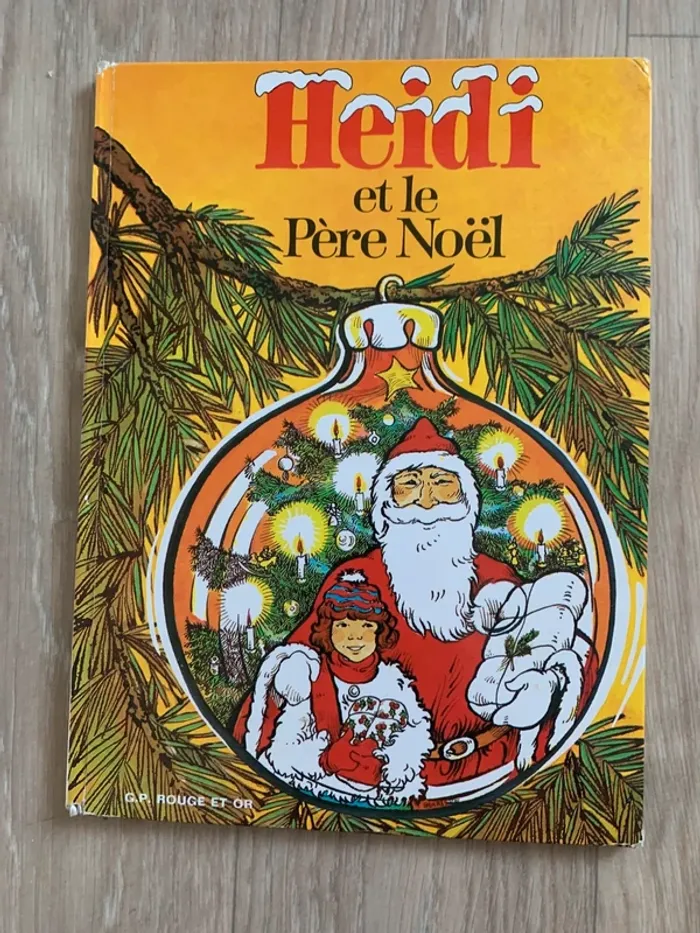 Heidi
et le
Père Noël
G.P. ROUGE ET OR